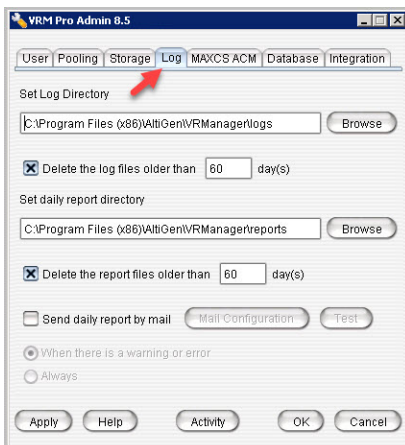 VRM Pro Admin 8.5
User Pooling Storage Log MAXCS ACM Database Integration
Set Log Directory
C:\Program Files (x86)\AltiGen\VRManager\logs Browse
Delete the log files older than 60 day(s)
Set daily report directory
C:\Program Files (x86)\AltiGen\VRManager\reports Browse
Delete the report files older than 60 day(s)
Send daily report by mail Mail Configuration Test
When there is a warning or error
Always
Apply Help Activity OK Cancel